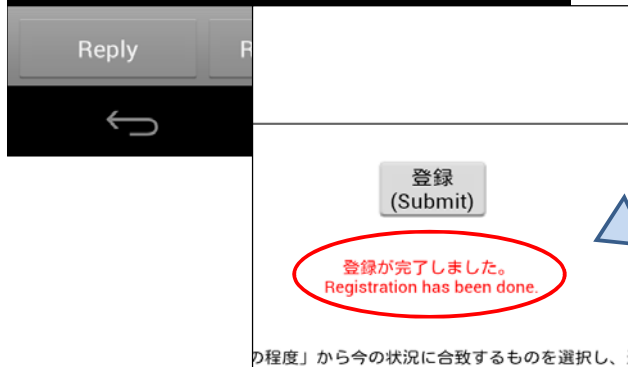 Reply
R
登録
(Submit)
登録が完了しました。
Registration has been done.
の程度」から今の状況に合致するものを選択し、